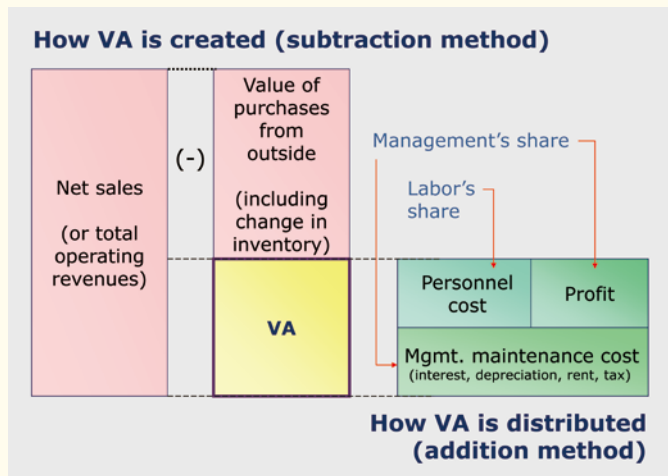 How VA is created (subtraction method)
Net sales
(or total
operating
revenues)
(-)
Value of
purchases
from
outside
(including
change in
inventory)
VA
Management's share
Labor's
share
Personnel
cost
Profit
Mgmt. maintenance cost
(interest, depreciation, rent, tax)
How VA is distributed
(addition method)